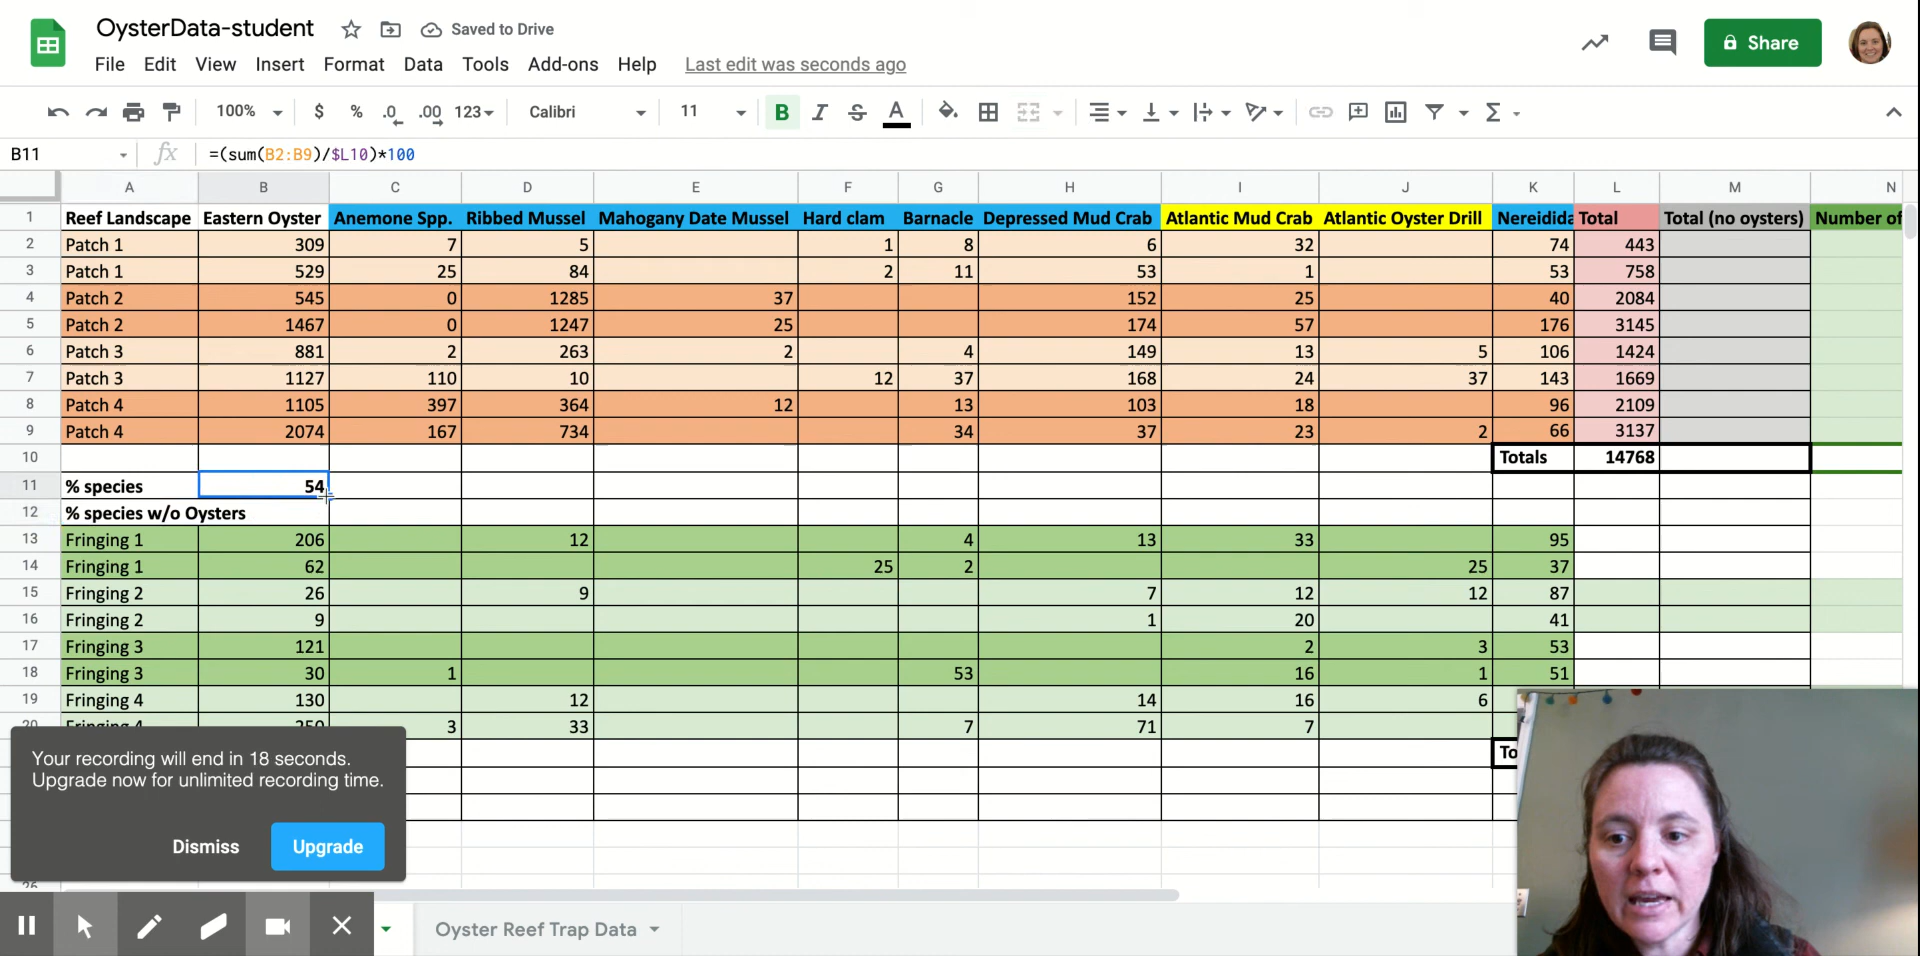 OysterData-student Saved to Drive
File Edit View Insert Format Data Tools Add-ons Help Last edit was seconds ago
Share
100% $ % .0 .00 123 Calibri 11 B I S A Σ
B11 fx =(sum(B2:B9)/$L10)*100
A B C D E F G H I J K L M N
1 Reef Landscape Eastern Oyster Anemone Spp. Ribbed Mussel Mahogany Date Mussel Hard clam Barnacle Depressed Mud Crab Atlantic Mud Crab Atlantic Oyster Drill Nereidida Total Total (no oysters) Number of
2 Patch 1 309 7 5 1 8 6 32 74 443
3 Patch 1 529 25 84 2 11 53 1 53 758
4 Patch 2 545 0 1285 37 152 25 40 2084
5 Patch 2 1467 0 1247 25 174 57 176 3145
6 Patch 3 881 2 263 2 4 149 13 5 106 1424
7 Patch 3 1127 110 10 12 37 168 24 37 143 1669
8 Patch 4 1105 397 364 12 13 103 18 96 2109
9 Patch 4 2074 167 734 34 37 23 2 66 3137
10 Totals 14768
11 % species 54
12 % species w/o Oysters
13 Fringing 1 206 12 4 13 33 95
14 Fringing 1 62 25 2 25 37
15 Fringing 2 26 9 7 12 12 87
16 Fringing 2 9 1 20 41
17 Fringing 3 121 2 3 53
18 Fringing 3 30 1 53 16 1 51
19 Fringing 4 130 12 14 16 6
20 Fringing 4 250 3 33 7 71 7
To
Your recording will end in 18 seconds.
Upgrade now for unlimited recording time.
Dismiss Upgrade
26
Oyster Reef Trap Data